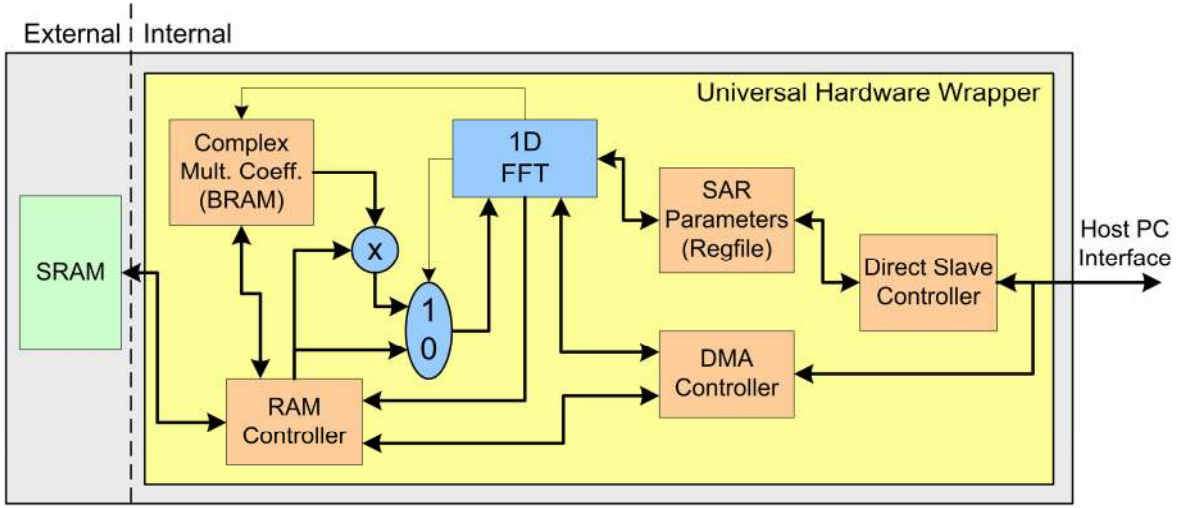 External
Internal
Universal Hardware Wrapper
Complex
Mult. Coeff.
(BRAM)
1D
FFT
SAR
Parameters
(Regfile)
Host PC
Interface
SRAM
X
Direct Slave
Controller
1
0
DMA
Controller
RAM
Controller